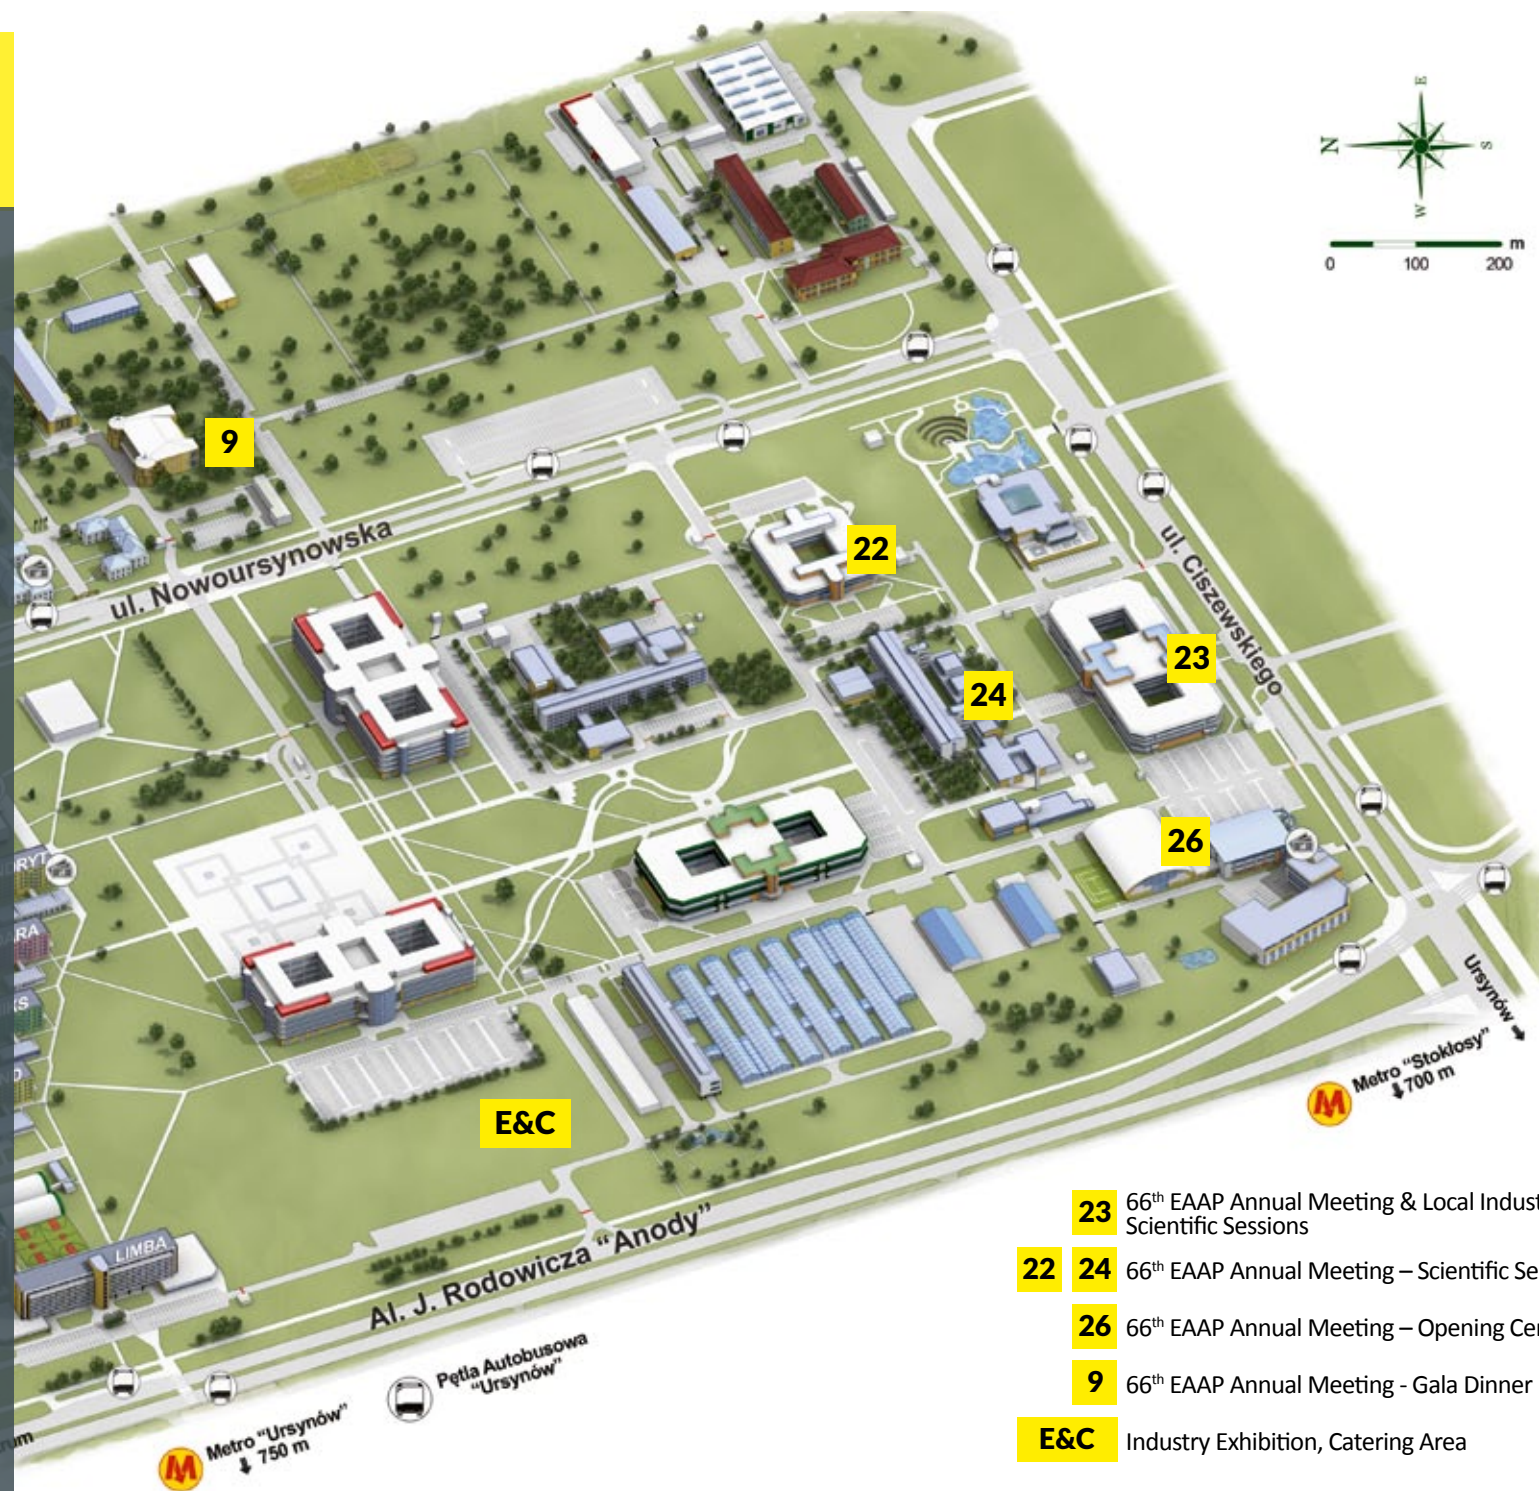 E
N
S
W
m
0 100 200
9
ul. Nowoursynowska
22
ul. Ciszewskiego
23
24
26
E&C
LIMBA
Al. J. Rodowicza “Anody”
Ursynów
Metro “Stokłosy”
700 m
Pętla Autobusowa
“Ursynów”
Metro “Ursynów”
750 m
23 66th EAAP Annual Meeting & Local Indust
Scientific Sessions
22 24 66th EAAP Annual Meeting – Scientific Se
26 66th EAAP Annual Meeting – Opening Cer
9 66th EAAP Annual Meeting - Gala Dinner
E&C Industry Exhibition, Catering Area